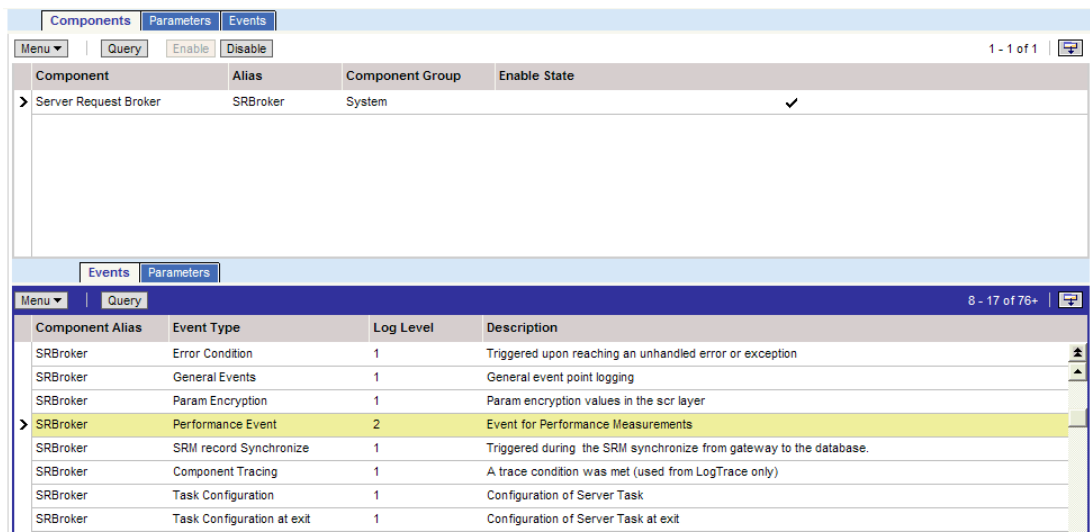 Components Parameters Events
Menu Query Enable Disable 1 - 1 of 1
Component Alias Component Group Enable State
Server Request Broker SRBroker System
Events Parameters
Menu Query 8 - 17 of 76+
Component Alias Event Type Log Level Description
SRBroker Error Condition 1 Triggered upon reaching an unhandled error or exception
SRBroker General Events 1 General event point logging
SRBroker Param Encryption 1 Param encryption values in the scr layer
SRBroker Performance Event 2 Event for Performance Measurements
SRBroker SRM record Synchronize 1 Triggered during the SRM synchronize from gateway to the database.
SRBroker Component Tracing 1 A trace condition was met (used from LogTrace only)
SRBroker Task Configuration 1 Configuration of Server Task
SRBroker Task Configuration at exit 1 Configuration of Server Task at exit